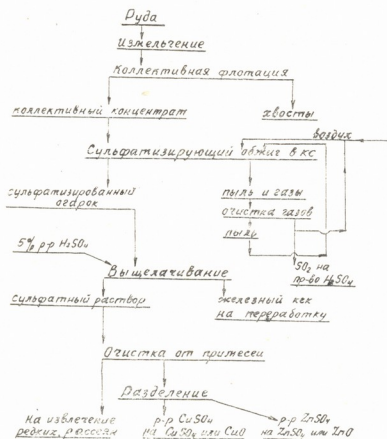 Руда
Измельчение
Коллективная флотация
коллективный концентрат
хвосты
воздух
Сульфатизирующий обжиг в кс
сульфатизированный
огарок
пыль и газы
очистка газов
пыль
5% р-р H₂SO₄
SO₂ на
пр-во H₂SO₄
Выщелачивание
сульфатный раствор
железный кек
на переработку
Очистка от примесей
Разделение
на извлечение
редких, рассеян
р-р CuSO₄
на CuSO₄ или CuO
р-р ZnSO₄
на ZnSO₄ или ZnO